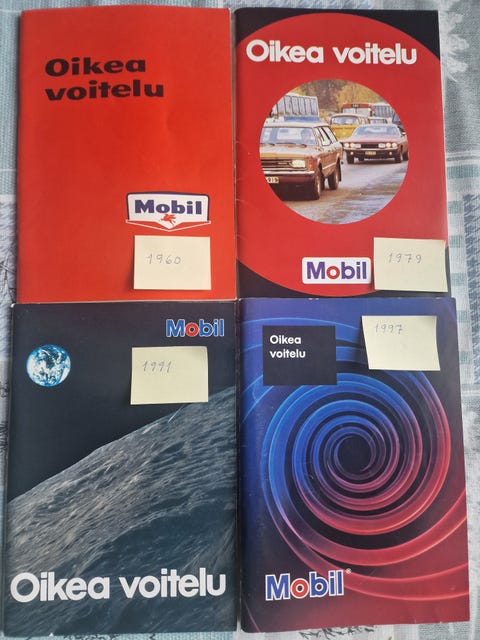 Oikea
voitelu
Mobil
1960
Oikea voitelu
Mobil
1979
Mobil
1991
Oikea voitelu
Oikea
voitelu
1997
Mobil®